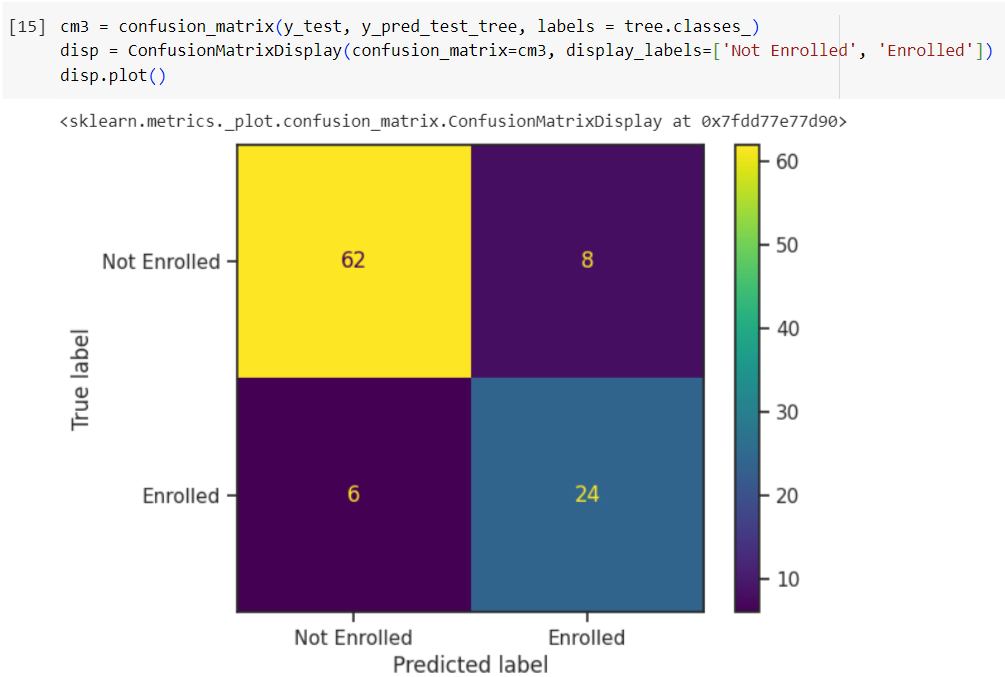 [15] cm3 = confusion_matrix(y_test, y_pred_test_tree, labels = tree.classes_)
disp = ConfusionMatrixDisplay(confusion_matrix=cm3, display_labels=['Not Enrolled', 'Enrolled'])
disp.plot()
<sklearn.metrics._plot.confusion_matrix.ConfusionMatrixDisplay at 0x7fdd77e77d90>
60
50
40
30
20
10
True label
Not Enrolled
62
8
Enrolled
6
24
Not Enrolled
Enrolled
Predicted label